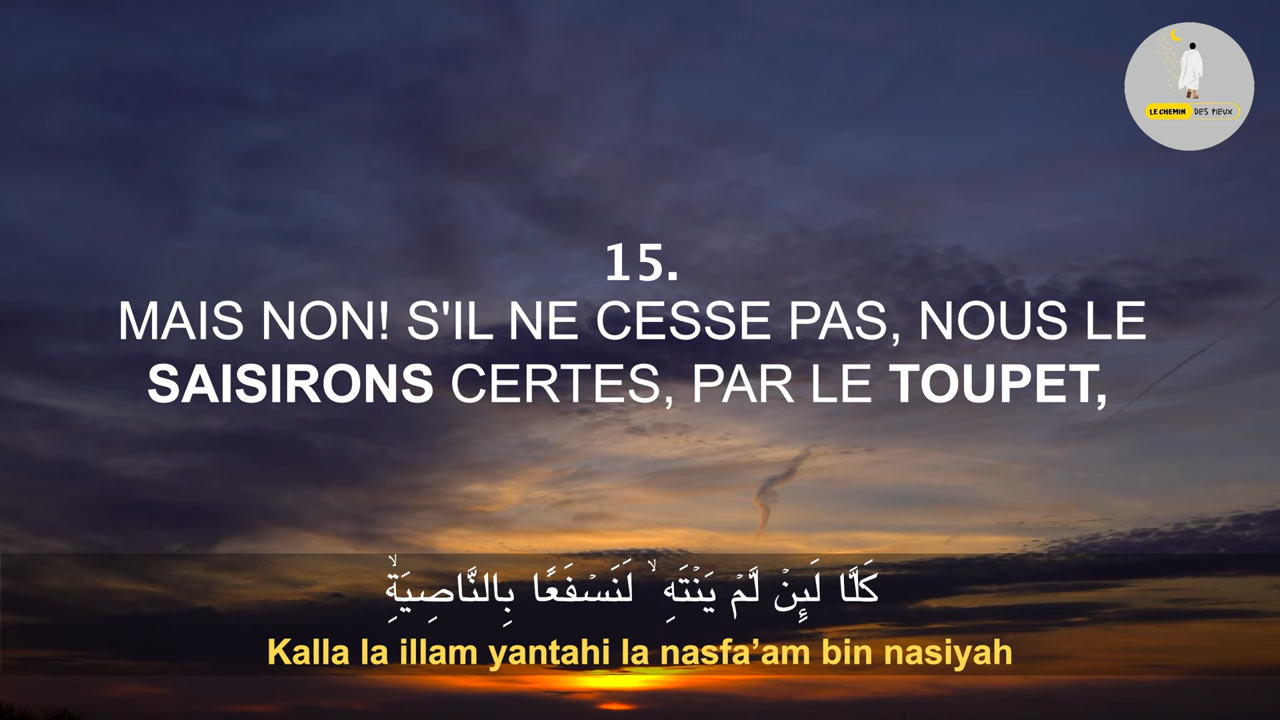 LE CHEMIN DES PIEUX
15.
MAIS NON! S'IL NE CESSE PAS, NOUS LE
SAISIRONS CERTES, PAR LE TOUPET,
كَلَّا لَىِٕنْ لَّمْ يَنْتَهِ ۙ لَنَسْفَعًۢا بِالنَّاصِيَةِۙ
Kalla la illam yantahi la nasfa’am bin nasiyah